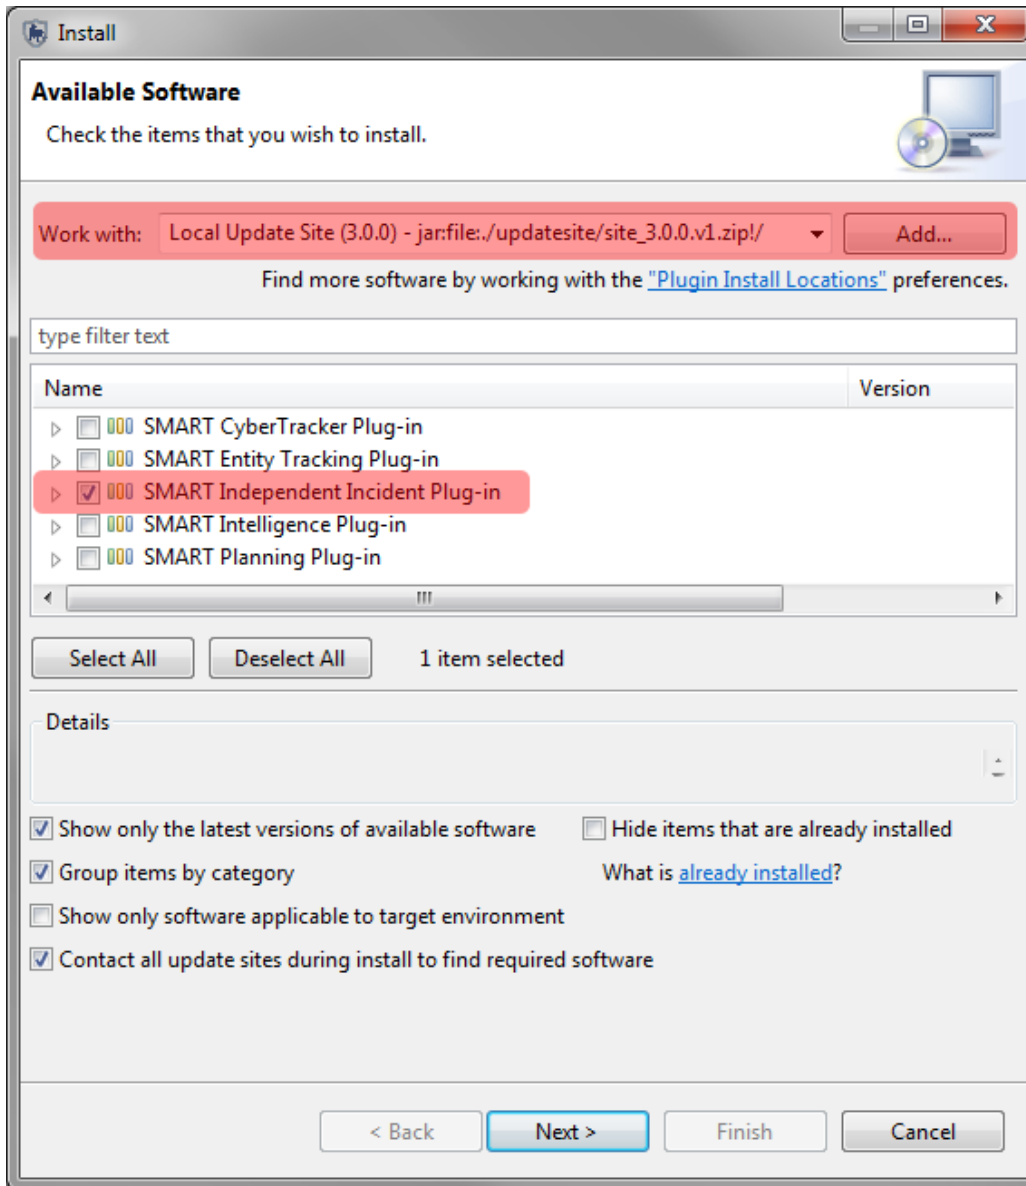 Install
Available Software
Check the items that you wish to install.
Work with: Local Update Site (3.0.0) - jar:file:./updatesite/site_3.0.0.v1.zip!/ Add...
Find more software by working with the "Plugin Install Locations" preferences.
type filter text
Name Version
SMART CyberTracker Plug-in
SMART Entity Tracking Plug-in
SMART Independent Incident Plug-in
SMART Intelligence Plug-in
SMART Planning Plug-in
Select All Deselect All 1 item selected
Details
Show only the latest versions of available software Hide items that are already installed
Group items by category What is already installed?
Show only software applicable to target environment
Contact all update sites during install to find required software
< Back Next > Finish Cancel